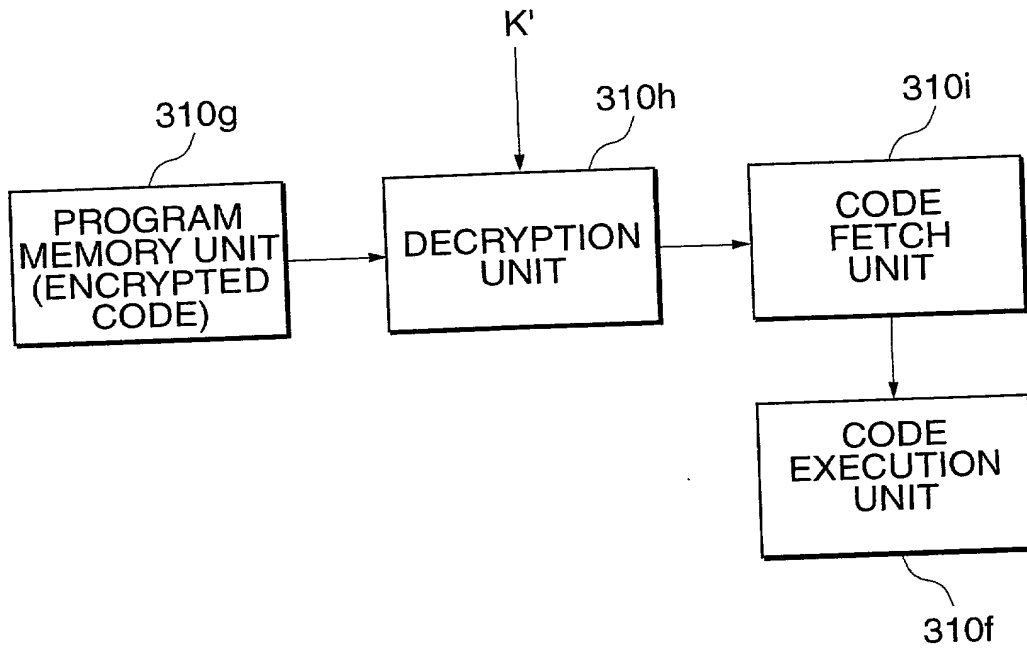 K'
310g
310h
310i
PROGRAM
MEMORY UNIT
(ENCRYPTED
CODE)
DECRYPTION
UNIT
CODE
FETCH
UNIT
CODE
EXECUTION
UNIT
310f